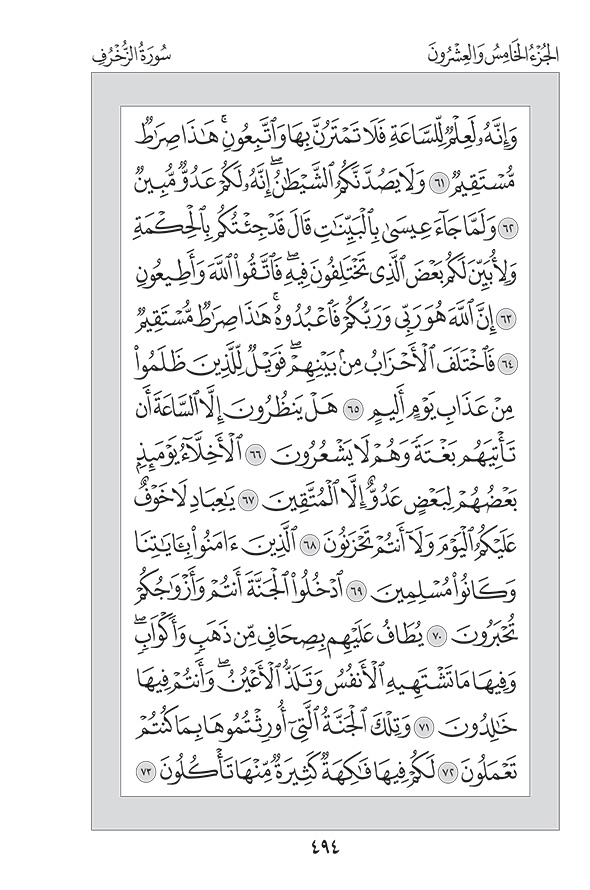 الجُزْءُ الخَامِسُ وَالعِشْرُونَ
سُورَةُ الزُّخْرُفِ
وَإِنَّهُۥ لَعِلْمٌ لِّلسَّاعَةِ فَلَا تَمْتَرُنَّ بِهَا وَٱتَّبِعُونِ ۚ هَٰذَا صِرَٰطٌ
مُّسْتَقِيمٌ ٦١ وَلَا يَصُدَّنَّكُمُ ٱلشَّيْطَٰنُ ۖ إِنَّهُۥ لَكُمْ عَدُوٌّ مُّبِينٌ
٦٢ وَلَمَّا جَآءَ عِيسَىٰ بِٱلْبَيِّنَٰتِ قَالَ قَدْ جِئْتُكُم بِٱلْحِكْمَةِ
وَلِأُبَيِّنَ لَكُم بَعْضَ ٱلَّذِى تَخْتَلِفُونَ فِيهِ ۖ فَٱتَّقُوا۟ ٱللَّهَ وَأَطِيعُونِ
٦٣ إِنَّ ٱللَّهَ هُوَ رَبِّى وَرَبُّكُمْ فَٱعْبُدُوهُ ۚ هَٰذَا صِرَٰطٌ مُّسْتَقِيمٌ
٦٤ فَٱخْتَلَفَ ٱلْأَحْزَابُ مِنۢ بَيْنِهِمْ ۖ فَوَيْلٌ لِّلَّذِينَ ظَلَمُوا۟
مِنْ عَذَابِ يَوْمٍ أَلِيمٍ ٦٥ هَلْ يَنظُرُونَ إِلَّا ٱلسَّاعَةَ أَن
تَأْتِيَهُم بَغْتَةً وَهُمْ لَا يَشْعُرُونَ ٦٦ ٱلْأَخِلَّآءُ يَوْمَئِذٍۭ
بَعْضُهُمْ لِبَعْضٍ عَدُوٌّ إِلَّا ٱلْمُتَّقِينَ ٦٧ يَٰعِبَادِ لَا خَوْفٌ
عَلَيْكُمُ ٱلْيَوْمَ وَلَآ أَنتُمْ تَحْزَنُونَ ٦٨ ٱلَّذِينَ ءَامَنُوا۟ بِـَٔايَٰتِنَا
وَكَانُوا۟ مُسْلِمِينَ ٦٩ ٱدْخُلُوا۟ ٱلْجَنَّةَ أَنتُمْ وَأَزْوَٰجُكُمْ
تُحْبَرُونَ ٧٠ يُطَافُ عَلَيْهِم بِصِحَافٍ مِّن ذَهَبٍ وَأَكْوَابٍ ۖ
وَفِيهَا مَا تَشْتَهِيهِ ٱلْأَنفُسُ وَتَلَذُّ ٱلْأَعْيُنُ ۖ وَأَنتُمْ فِيهَا
خَٰلِدُونَ ٧١ وَتِلْكَ ٱلْجَنَّةُ ٱلَّتِىٓ أُورِثْتُمُوهَا بِمَا كُنتُمْ
تَعْمَلُونَ ٧٢ لَكُمْ فِيهَا فَٰكِهَةٌ كَثِيرَةٌ مِّنْهَا تَأْكُلُونَ ٧٣
٤٩٤